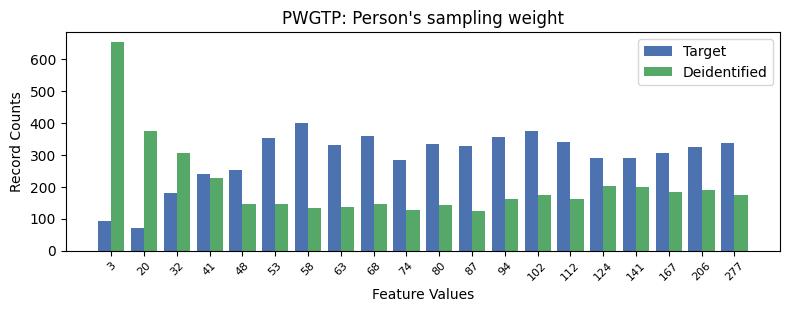 PWGTP: Person's sampling weight
Target
Deidentified
Record Counts
600
500
400
300
200
100
0
3 20 32 41 48 53 58 63 68 74 80 87 94 102 112 124 141 167 206 277
Feature Values